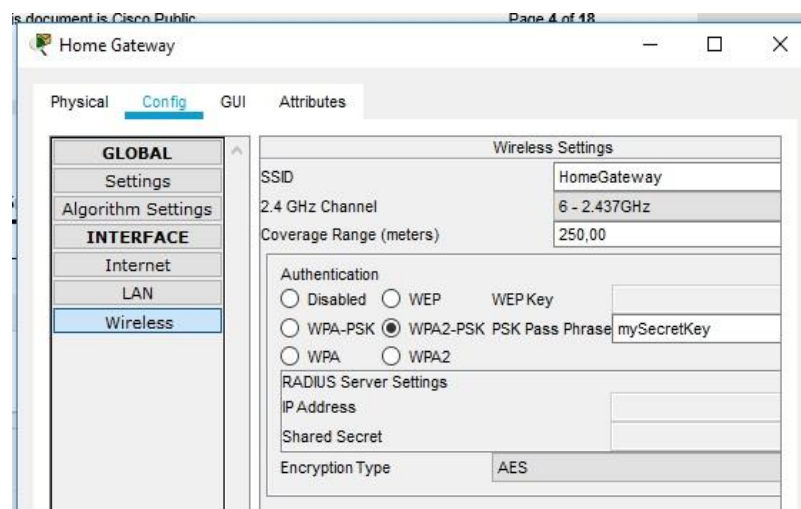 is document is Cisco Public
Page 4 of 18
Home Gateway
Physical Config GUI Attributes
GLOBAL
Settings
Algorithm Settings
INTERFACE
Internet
LAN
Wireless
Wireless Settings
SSID HomeGateway
2.4 GHz Channel 6 - 2.437GHz
Coverage Range (meters) 250,00
Authentication
Disabled WEP WEP Key
WPA-PSK WPA2-PSK PSK Pass Phrase mySecretKey
WPA WPA2
RADIUS Server Settings
IP Address
Shared Secret
Encryption Type AES